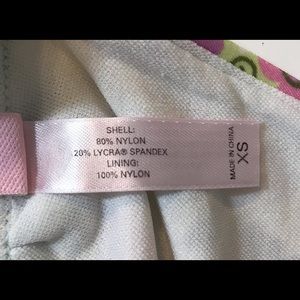 SHELL:
80% NYLON
20% LYCRA® SPANDEX
LINING:
100% NYLON
MADE IN CHINA
XS